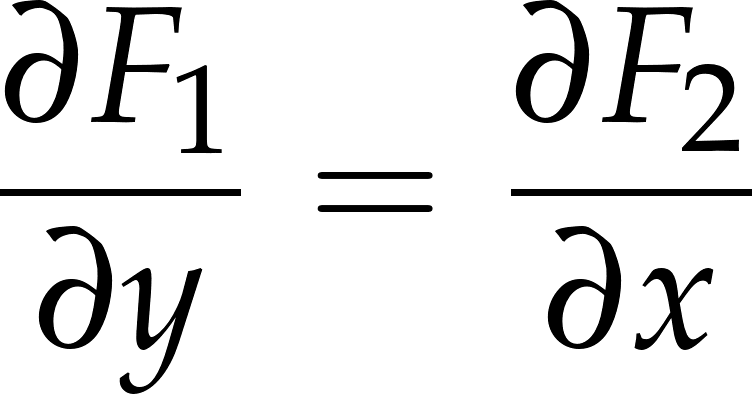 ∂F₁/∂y = ∂F₂/∂x